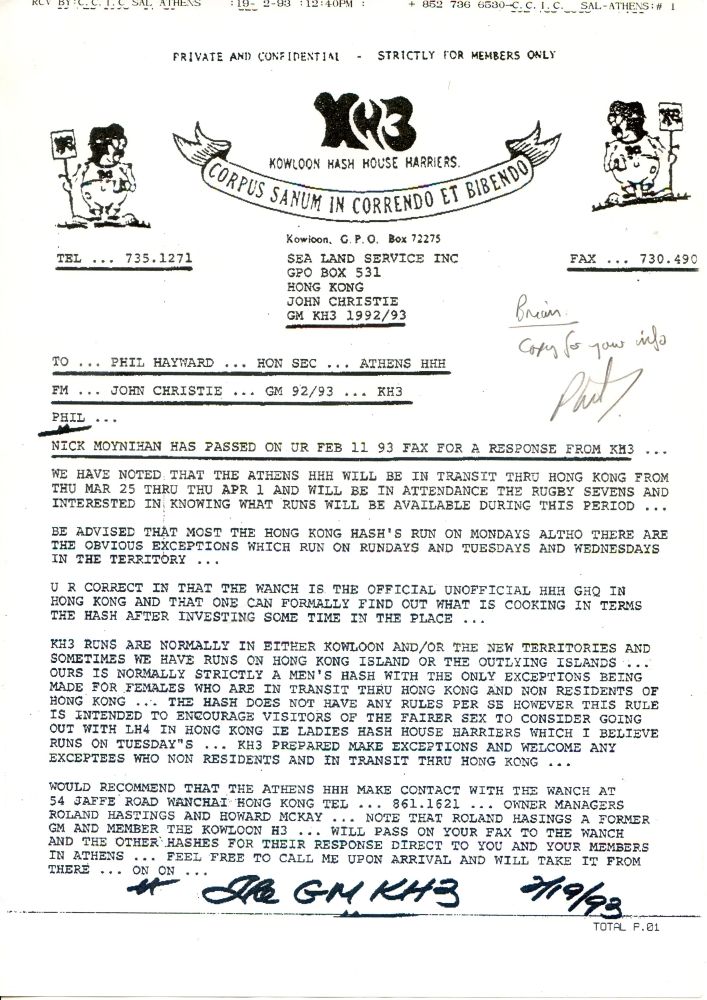 RCV BY:C.C.I.C SAL ATHENS :19- 2-93 :12:40PM : + 852 736 6530→C.C.I.C. SAL-ATHENS:# 1
PRIVATE AND CONFIDENTIAL - STRICTLY FOR MEMBERS ONLY
KH3
KOWLOON HASH HOUSE HARRIERS.
CORPUS SANUM IN CORRENDO ET BIBENDO
Kowloon, G.P.O. Box 72275
TEL ... 735.1271
SEA LAND SERVICE INC
FAX ... 730.490
GPO BOX 531
HONG KONG
JOHN CHRISTIE
GM KH3 1992/93
Brian.
Copy for your info
Phil
TO ... PHIL HAYWARD ... HON SEC ... ATHENS HHH
FM ... JOHN CHRISTIE ... GM 92/93 ... KH3
PHIL ...
NICK MOYNIHAN HAS PASSED ON UR FEB 11 93 FAX FOR A RESPONSE FROM KH3 ...
WE HAVE NOTED THAT THE ATHENS HHH WILL BE IN TRANSIT THRU HONG KONG FROM
THU MAR 25 THRU THU APR 1 AND WILL BE IN ATTENDANCE THE RUGBY SEVENS AND
INTERESTED IN KNOWING WHAT RUNS WILL BE AVAILABLE DURING THIS PERIOD ...
BE ADVISED THAT MOST THE HONG KONG HASH'S RUN ON MONDAYS ALTHO THERE ARE
THE OBVIOUS EXCEPTIONS WHICH RUN ON RUNDAYS AND TUESDAYS AND WEDNESDAYS
IN THE TERRITORY ...
U R CORRECT IN THAT THE WANCH IS THE OFFICIAL UNOFFICIAL HHH GHQ IN
HONG KONG AND THAT ONE CAN FORMALLY FIND OUT WHAT IS COOKING IN TERMS
THE HASH AFTER INVESTING SOME TIME IN THE PLACE ...
KH3 RUNS ARE NORMALLY IN EITHER KOWLOON AND/OR THE NEW TERRITORIES AND
SOMETIMES WE HAVE RUNS ON HONG KONG ISLAND OR THE OUTLYING ISLANDS ...
OURS IS NORMALLY STRICTLY A MEN'S HASH WITH THE ONLY EXCEPTIONS BEING
MADE FOR FEMALES WHO ARE IN TRANSIT THRU HONG KONG AND NON RESIDENTS OF
HONG KONG ... THE HASH DOES NOT HAVE ANY RULES PER SE HOWEVER THIS RULE
IS INTENDED TO ENCOURAGE VISITORS OF THE FAIRER SEX TO CONSIDER GOING
OUT WITH LH4 IN HONG KONG IE LADIES HASH HOUSE HARRIERS WHICH I BELIEVE
RUNS ON TUESDAY"S ... KH3 PREPARED MAKE EXCEPTIONS AND WELCOME ANY
EXCEPTEES WHO NON RESIDENTS AND IN TRANSIT THRU HONG KONG ...
WOULD RECOMMEND THAT THE ATHENS HHH MAKE CONTACT WITH THE WANCH AT
54 JAFFE ROAD WANCHAI HONG KONG TEL ... 861.1621 ... OWNER MANAGERS
ROLAND HASTINGS AND HOWARD MCKAY ... NOTE THAT ROLAND HASINGS A FORMER
GM AND MEMBER THE KOWLOON H3 ... WILL PASS ON YOUR FAX TO THE WANCH
AND THE OTHER HASHES FOR THEIR RESPONSE DIRECT TO YOU AND YOUR MEMBERS
IN ATHENS ... FEEL FREE TO CALL ME UPON ARRIVAL AND WILL TAKE IT FROM
THERE ... ON ON ...
GM KH3 2/19/93
TOTAL P.01